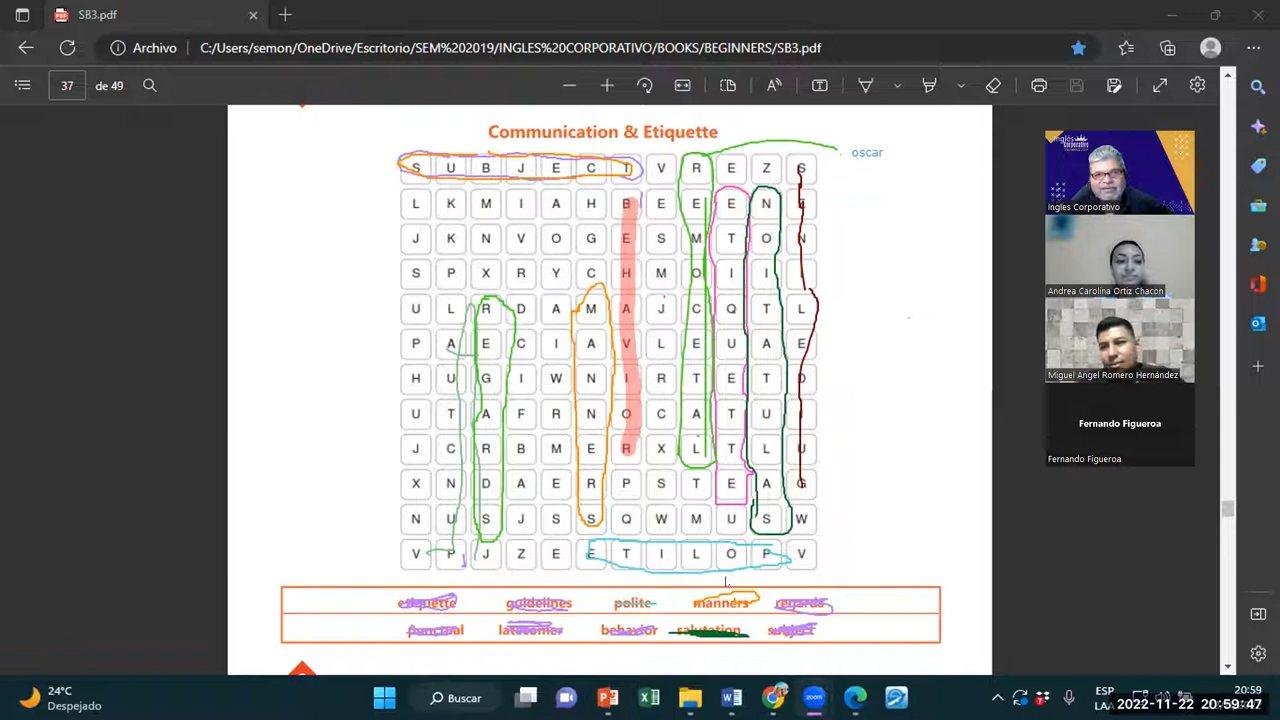 SB3.pdf
Archivo C:/Users/semon/OneDrive/Escritorio/SEM%202019/INGLES%20CORPORATIVO/BOOKS/BEGINNERS/SB3.pdf
37 de 49
Communication & Etiquette
oscar
S U B J E C T V R E Z S
L K M I A H B E E E N E
J K N V O G E S M T O N
S P X R Y C H M O I I I
U L R D A M A J C Q T L
P A E C I A V L E U A E
H U G I W N I R T E T D
U T A F R N O C A T U I
J C R B M E R X L T L U
X N D A E R P S T E A G
N U S J S S Q W M U S W
V P J Z E E T I L O P V
etiquette guidelines polite manners regards
punctual latecomer behavior salutation subject
Inglés Corporativo
Ingles Corporativo
Andrea Carolina Ortiz Chacon
Miguel Angel Romero Hernández
Fernando Figueroa
Fernando Figueroa
24°C
Despejado
Buscar
ESP
LAA
20:59
2022-11-22 20:59:47